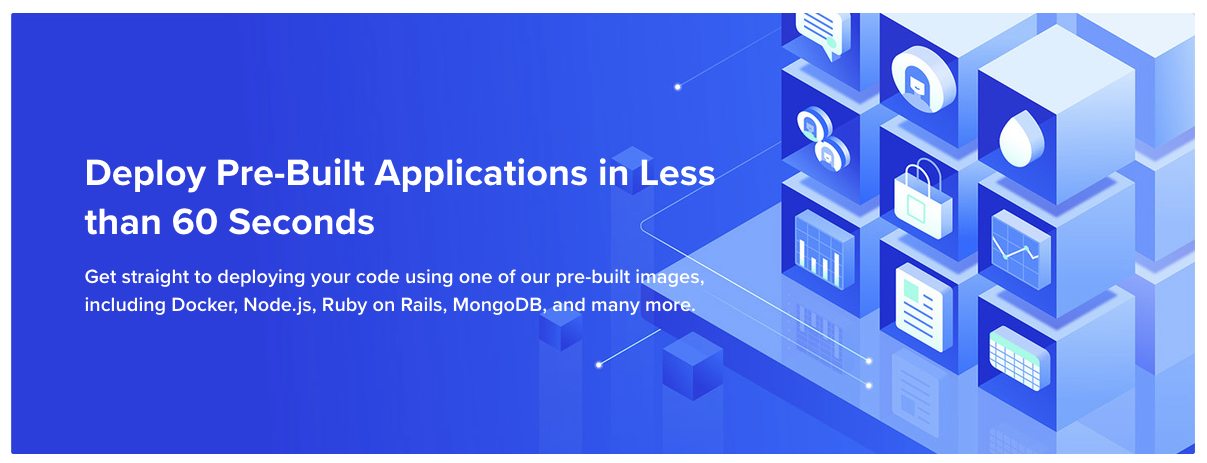 Deploy Pre-Built Applications in Less
than 60 Seconds
Get straight to deploying your code using one of our pre-built images,
including Docker, Node.js, Ruby on Rails, MongoDB, and many more.